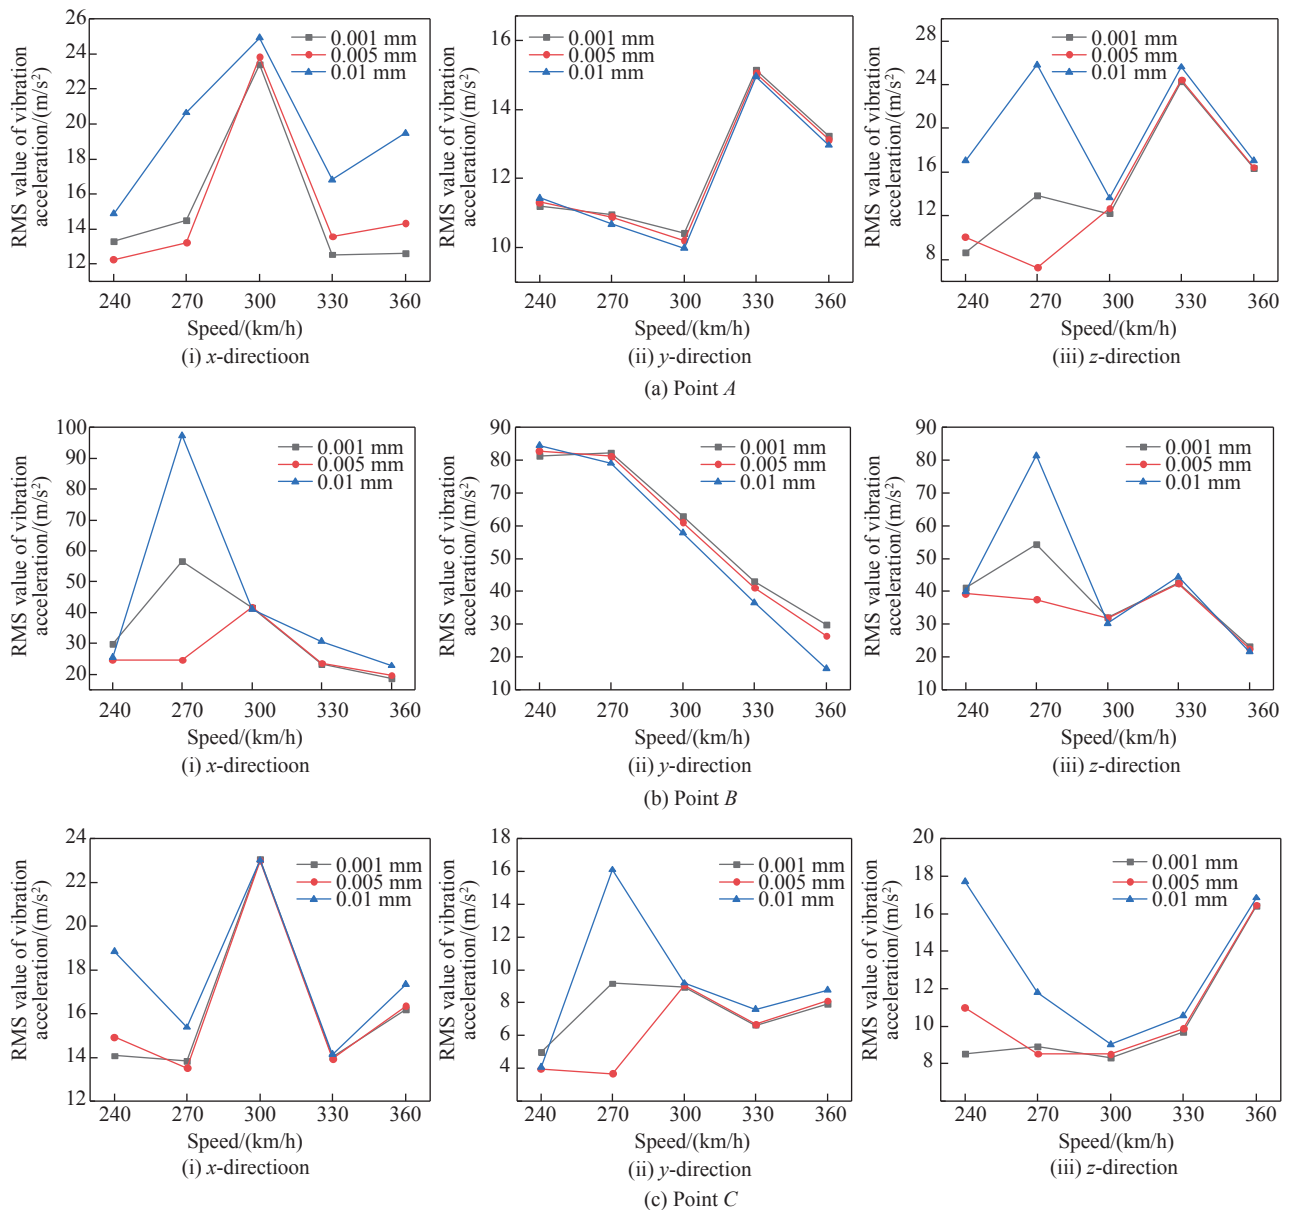 RMS value of vibration
acceleration/(m/s²)
26
24
22
20
18
16
14
12
0.001 mm
0.005 mm
0.01 mm
240 270 300 330 360
Speed/(km/h)
(i) x-directioon
RMS value of vibration
acceleration/(m/s²)
16
14
12
10
0.001 mm
0.005 mm
0.01 mm
240 270 300 330 360
Speed/(km/h)
(ii) y-direction
RMS value of vibration
acceleration/(m/s²)
28
24
20
16
12
8
0.001 mm
0.005 mm
0.01 mm
240 270 300 330 360
Speed/(km/h)
(iii) z-direction
(a) Point A
RMS value of vibration
acceleration/(m/s²)
100
90
80
70
60
50
40
30
20
0.001 mm
0.005 mm
0.01 mm
240 270 300 330 360
Speed/(km/h)
(i) x-directioon
RMS value of vibration
acceleration/(m/s²)
90
80
70
60
50
40
30
20
10
0.001 mm
0.005 mm
0.01 mm
240 270 300 330 360
Speed/(km/h)
(ii) y-direction
RMS value of vibration
acceleration/(m/s²)
90
80
70
60
50
40
30
20
10
0.001 mm
0.005 mm
0.01 mm
240 270 300 330 360
Speed/(km/h)
(iii) z-direction
(b) Point B
RMS value of vibration
acceleration/(m/s²)
24
22
20
18
16
14
12
0.001 mm
0.005 mm
0.01 mm
240 270 300 330 360
Speed/(km/h)
(i) x-directioon
RMS value of vibration
acceleration/(m/s²)
18
16
14
12
10
8
6
4
0.001 mm
0.005 mm
0.01 mm
240 270 300 330 360
Speed/(km/h)
(ii) y-direction
RMS value of vibration
acceleration/(m/s²)
20
18
16
14
12
10
8
0.001 mm
0.005 mm
0.01 mm
240 270 300 330 360
Speed/(km/h)
(iii) z-direction
(c) Point C